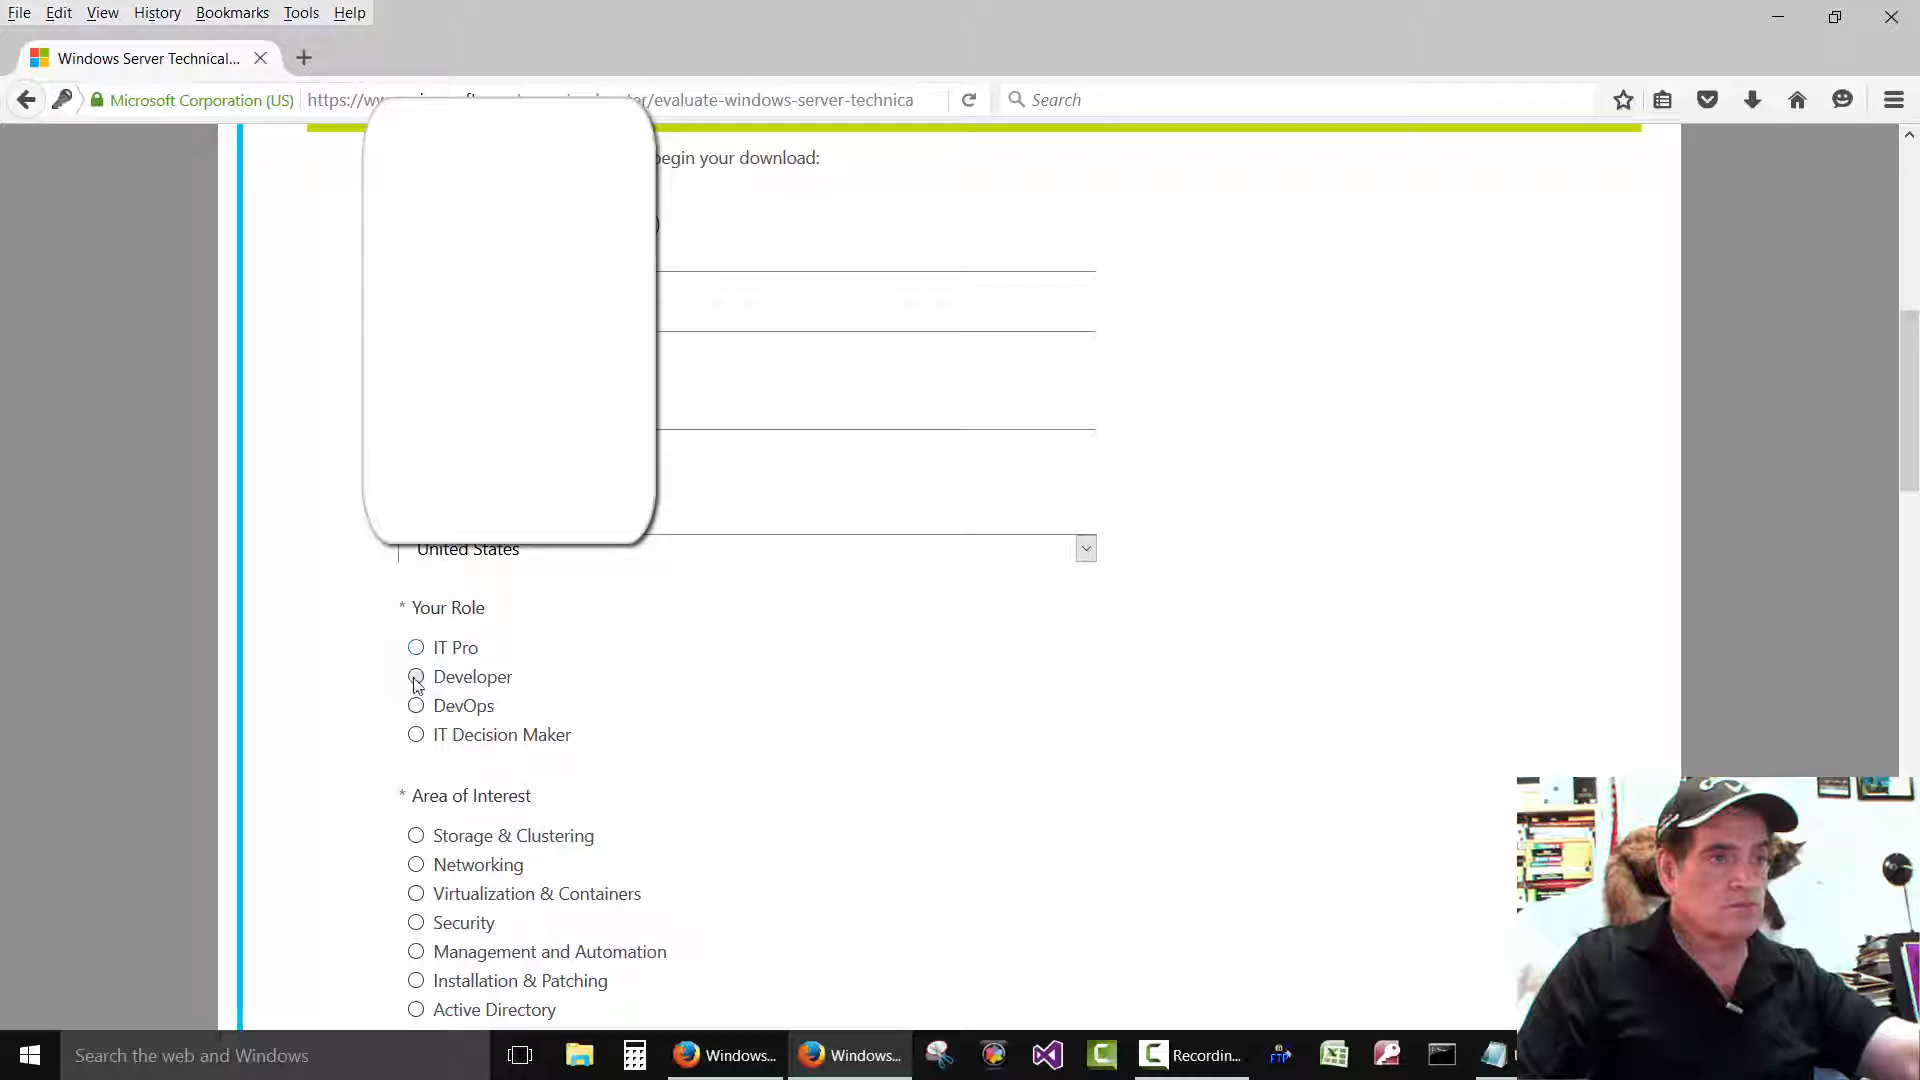 File Edit View History Bookmarks Tools Help
Windows Server Technical...
Microsoft Corporation (US) https://ww /evaluate-windows-server-technica Search
begin your download:
United States
* Your Role
IT Pro
Developer
DevOps
IT Decision Maker
* Area of Interest
Storage & Clustering
Networking
Virtualization & Containers
Security
Management and Automation
Installation & Patching
Active Directory
Search the web and Windows Windows... Windows... Recordin... FTP